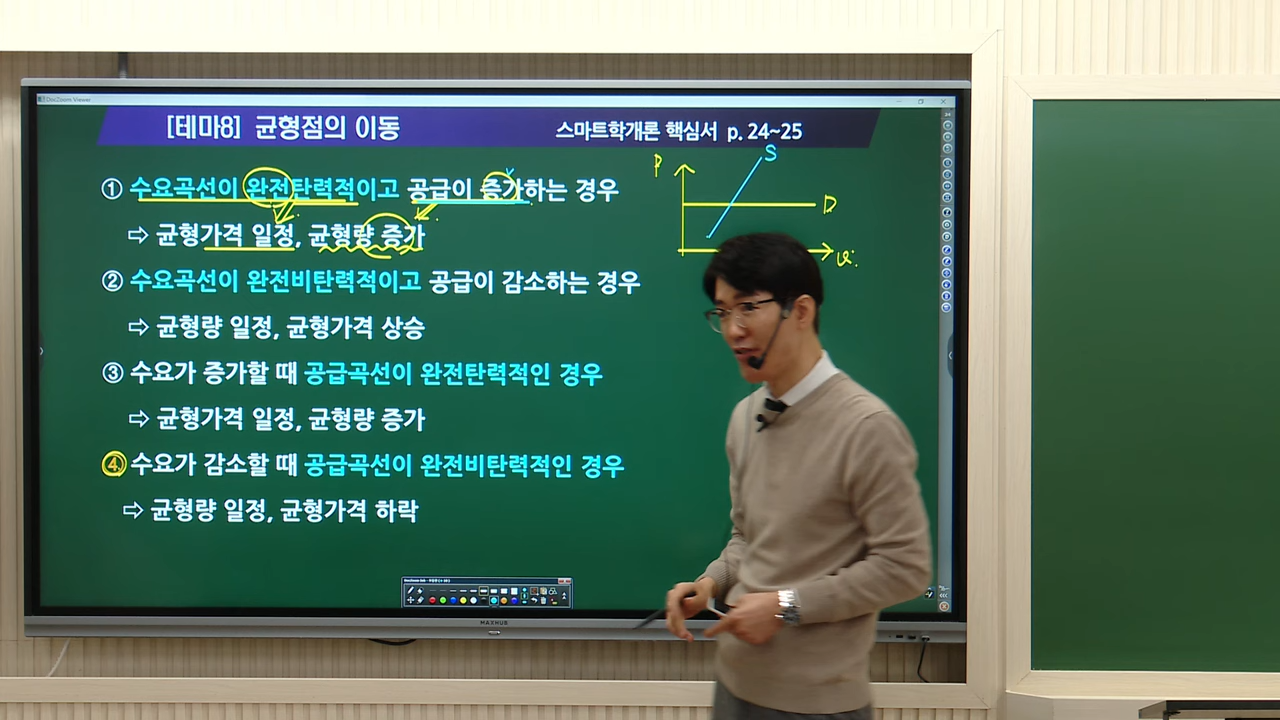 DocZoom Viewer
[테마8] 균형점의 이동
스마트학개론 핵심서 p. 24~25
① 수요곡선이 완전탄력적이고 공급이 증가하는 경우
⇨ 균형가격 일정, 균형량 증가
② 수요곡선이 완전비탄력적이고 공급이 감소하는 경우
⇨ 균형량 일정, 균형가격 상승
③ 수요가 증가할 때 공급곡선이 완전탄력적인 경우
⇨ 균형가격 일정, 균형량 증가
④ 수요가 감소할 때 공급곡선이 완전비탄력적인 경우
⇨ 균형량 일정, 균형가격 하락
P
S
D
MAXHUB